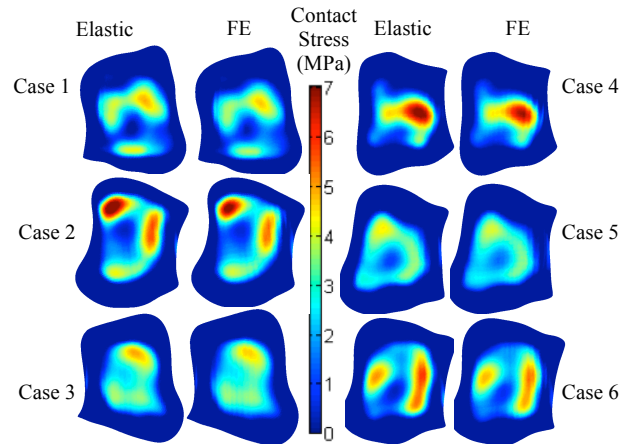 Elastic
FE
Contact
Stress
(MPa)
Elastic
FE
Case 1
Case 4
Case 2
Case 5
Case 3
Case 6
7
6
5
4
3
2
1
0